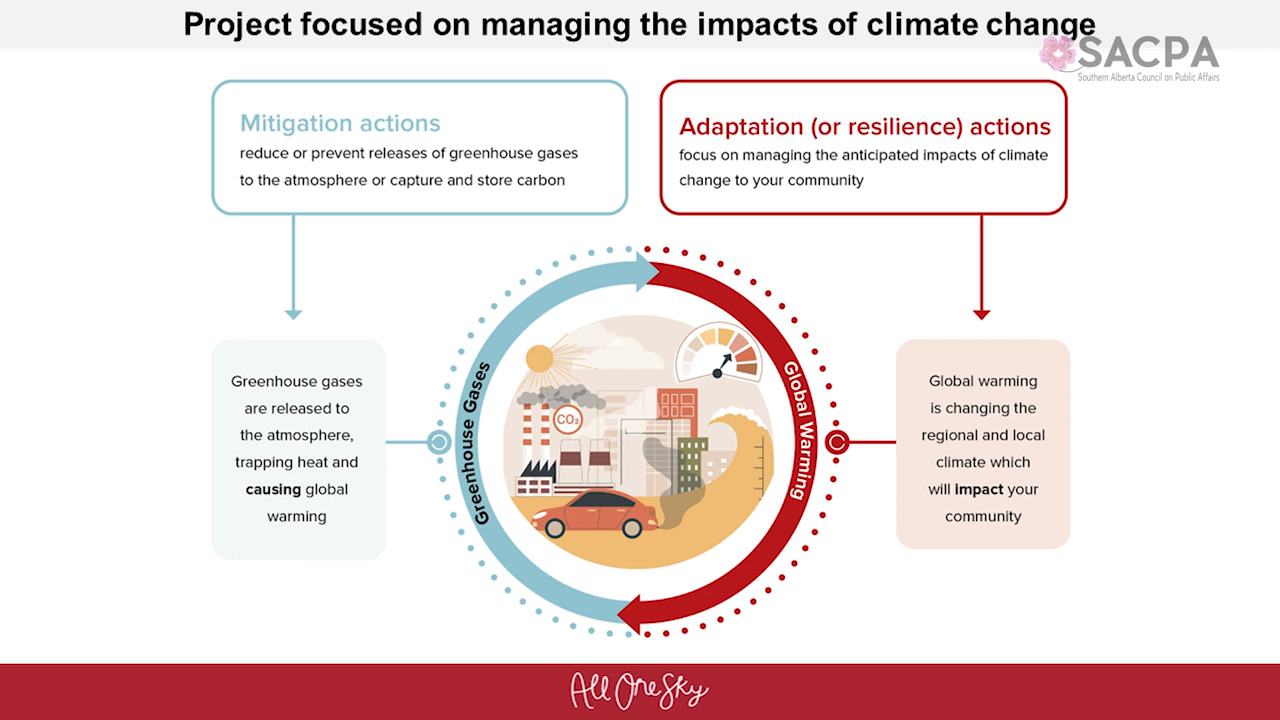 Project focused on managing the impacts of climate change
SACPA
Southern Alberta Council on Public Affairs
Mitigation actions
reduce or prevent releases of greenhouse gases
to the atmosphere or capture and store carbon
Adaptation (or resilience) actions
focus on managing the anticipated impacts of climate
change to your community
Greenhouse gases
are released to
the atmosphere,
trapping heat and
causing global
warming
Greenhouse Gases
CO₂
Global Warming
Global warming
is changing the
regional and local
climate which
will impact your
community
All One Sky